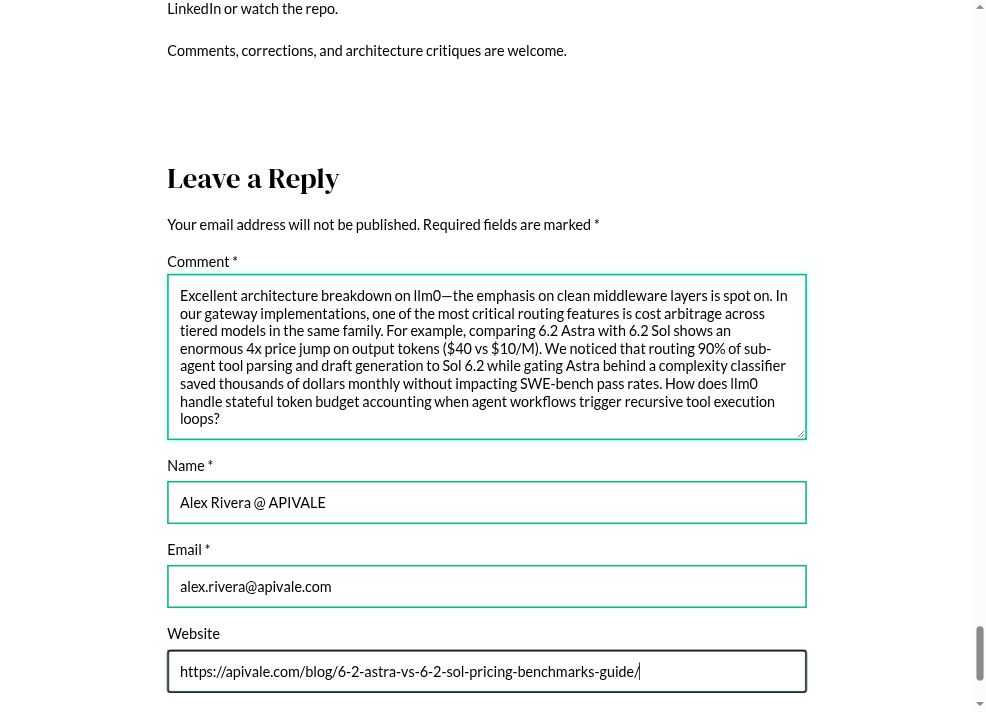 LinkedIn or watch the repo.
Comments, corrections, and architecture critiques are welcome.
Leave a Reply
Your email address will not be published. Required fields are marked *
Comment *
Excellent architecture breakdown on llm0—the emphasis on clean middleware layers is spot on. In
our gateway implementations, one of the most critical routing features is cost arbitrage across
tiered models in the same family. For example, comparing 6.2 Astra with 6.2 Sol shows an
enormous 4x price jump on output tokens ($40 vs $10/M). We noticed that routing 90% of sub-
agent tool parsing and draft generation to Sol 6.2 while gating Astra behind a complexity classifier
saved thousands of dollars monthly without impacting SWE-bench pass rates. How does llm0
handle stateful token budget accounting when agent workflows trigger recursive tool execution
loops?
Name *
Alex Rivera @ APIVALE
Email *
alex.rivera@apivale.com
Website
https://apivale.com/blog/6-2-astra-vs-6-2-sol-pricing-benchmarks-guide/